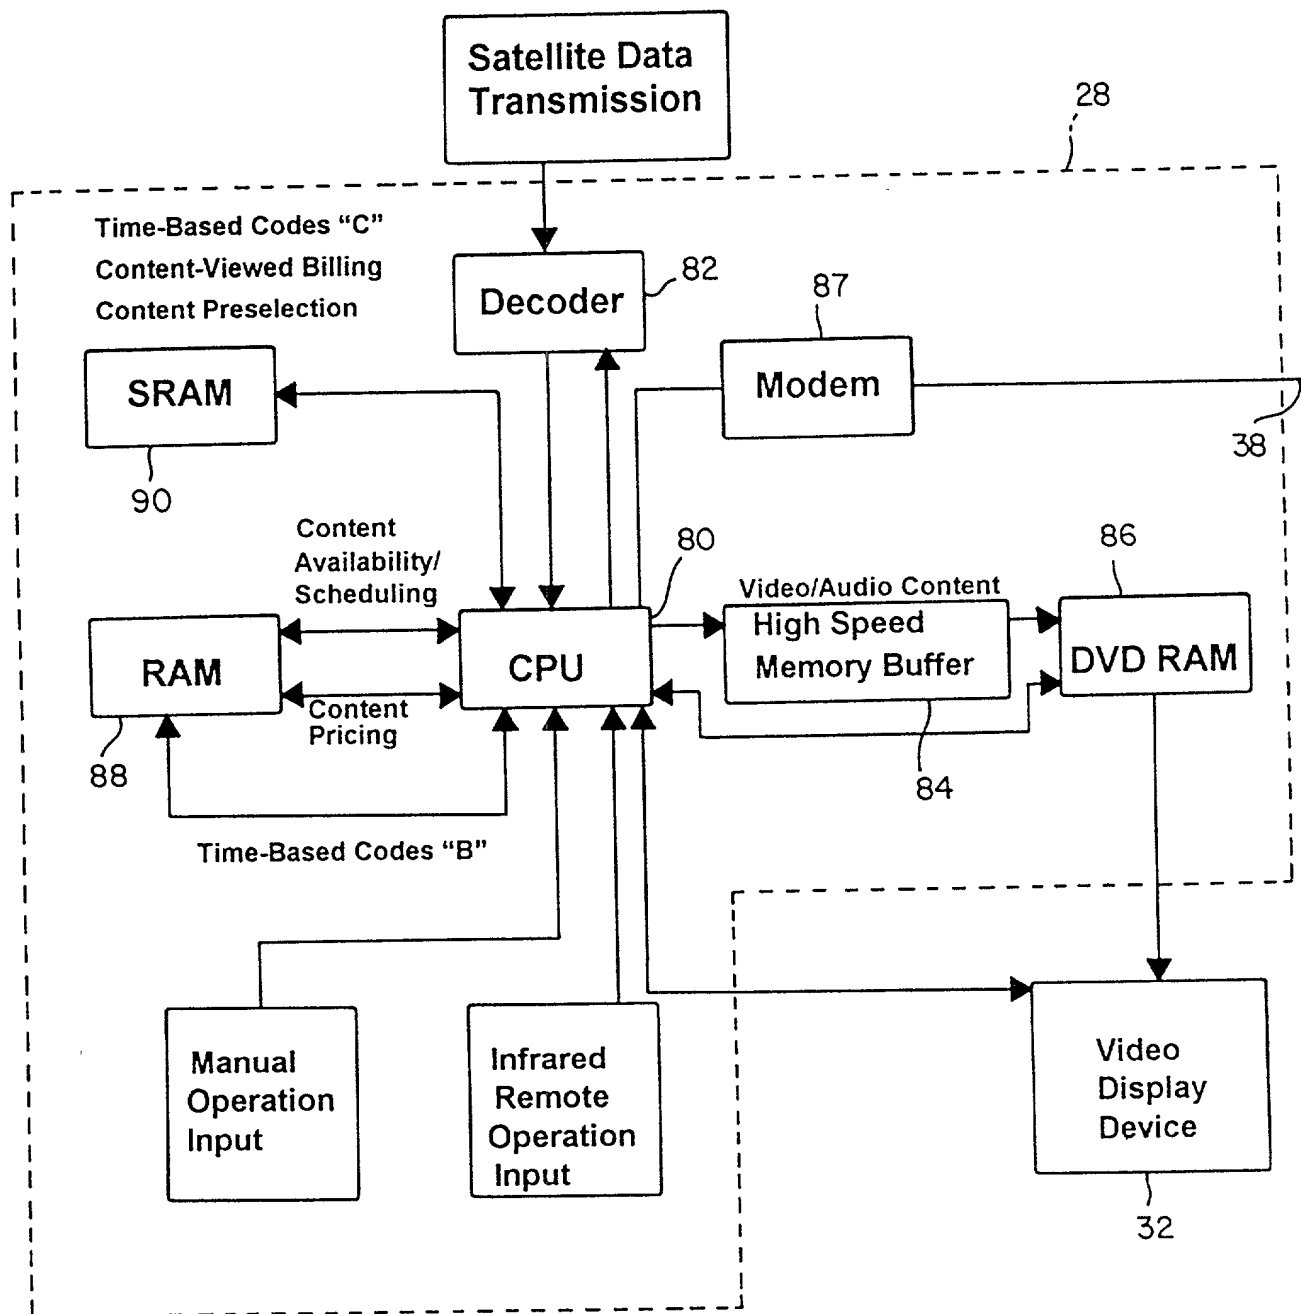 Satellite Data
Transmission
28
Time-Based Codes “C”
Content-Viewed Billing
Content Preselection
Decoder
82
87
SRAM
Modem
38
90
Content
Availability/
Scheduling
80
86
Video/Audio Content
High Speed
Memory Buffer
RAM
CPU
DVD RAM
Content
Pricing
88
84
Time-Based Codes “B”
Manual
Operation
Input
Infrared
Remote
Operation
Input
Video
Display
Device
32